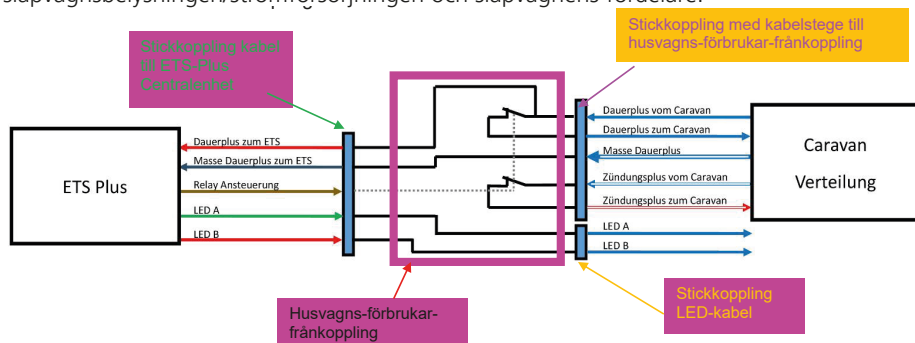 släpvagnsbelysningen/strömförsörjningen och släpvagnens fördelare.
Stickkoppling kabel
till ETS-Plus
Centralenhet
Stickkoppling med kabelstege till
husvagns-förbrukar-frånkoppling
ETS Plus
Dauerplus zum ETS
Masse Dauerplus zum ETS
Relay Ansteuerung
LED A
LED B
Dauerplus vom Caravan
Dauerplus zum Caravan
Masse Dauerplus
Zündungsplus vom Caravan
Zündungsplus zum Caravan
LED A
LED B
Caravan
Verteilung
Husvagns-förbrukar-
frånkoppling
Stickkoppling
LED-kabel